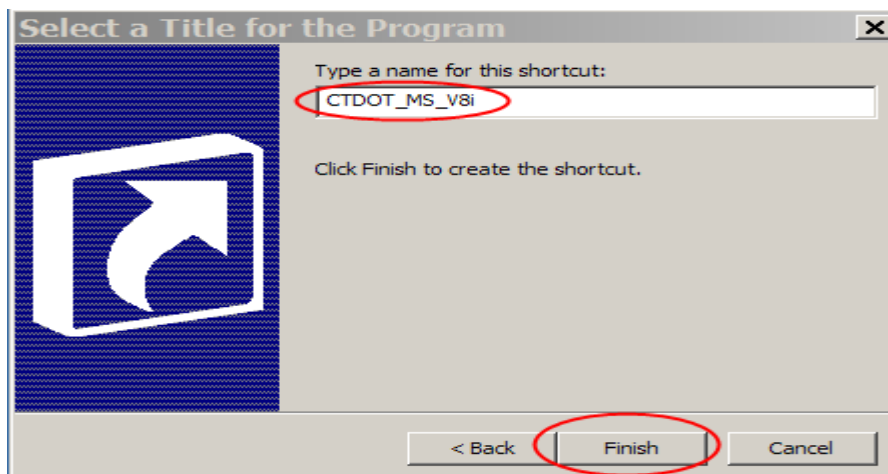 Select a Title for the Program
Type a name for this shortcut:
CTDOT_MS_V8i
Click Finish to create the shortcut.
< Back Finish Cancel